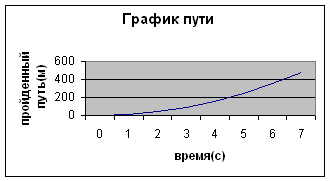 График пути
пройденный
путь(м)
600
400
200
0
0 1 2 3 4 5 6 7
время(с)